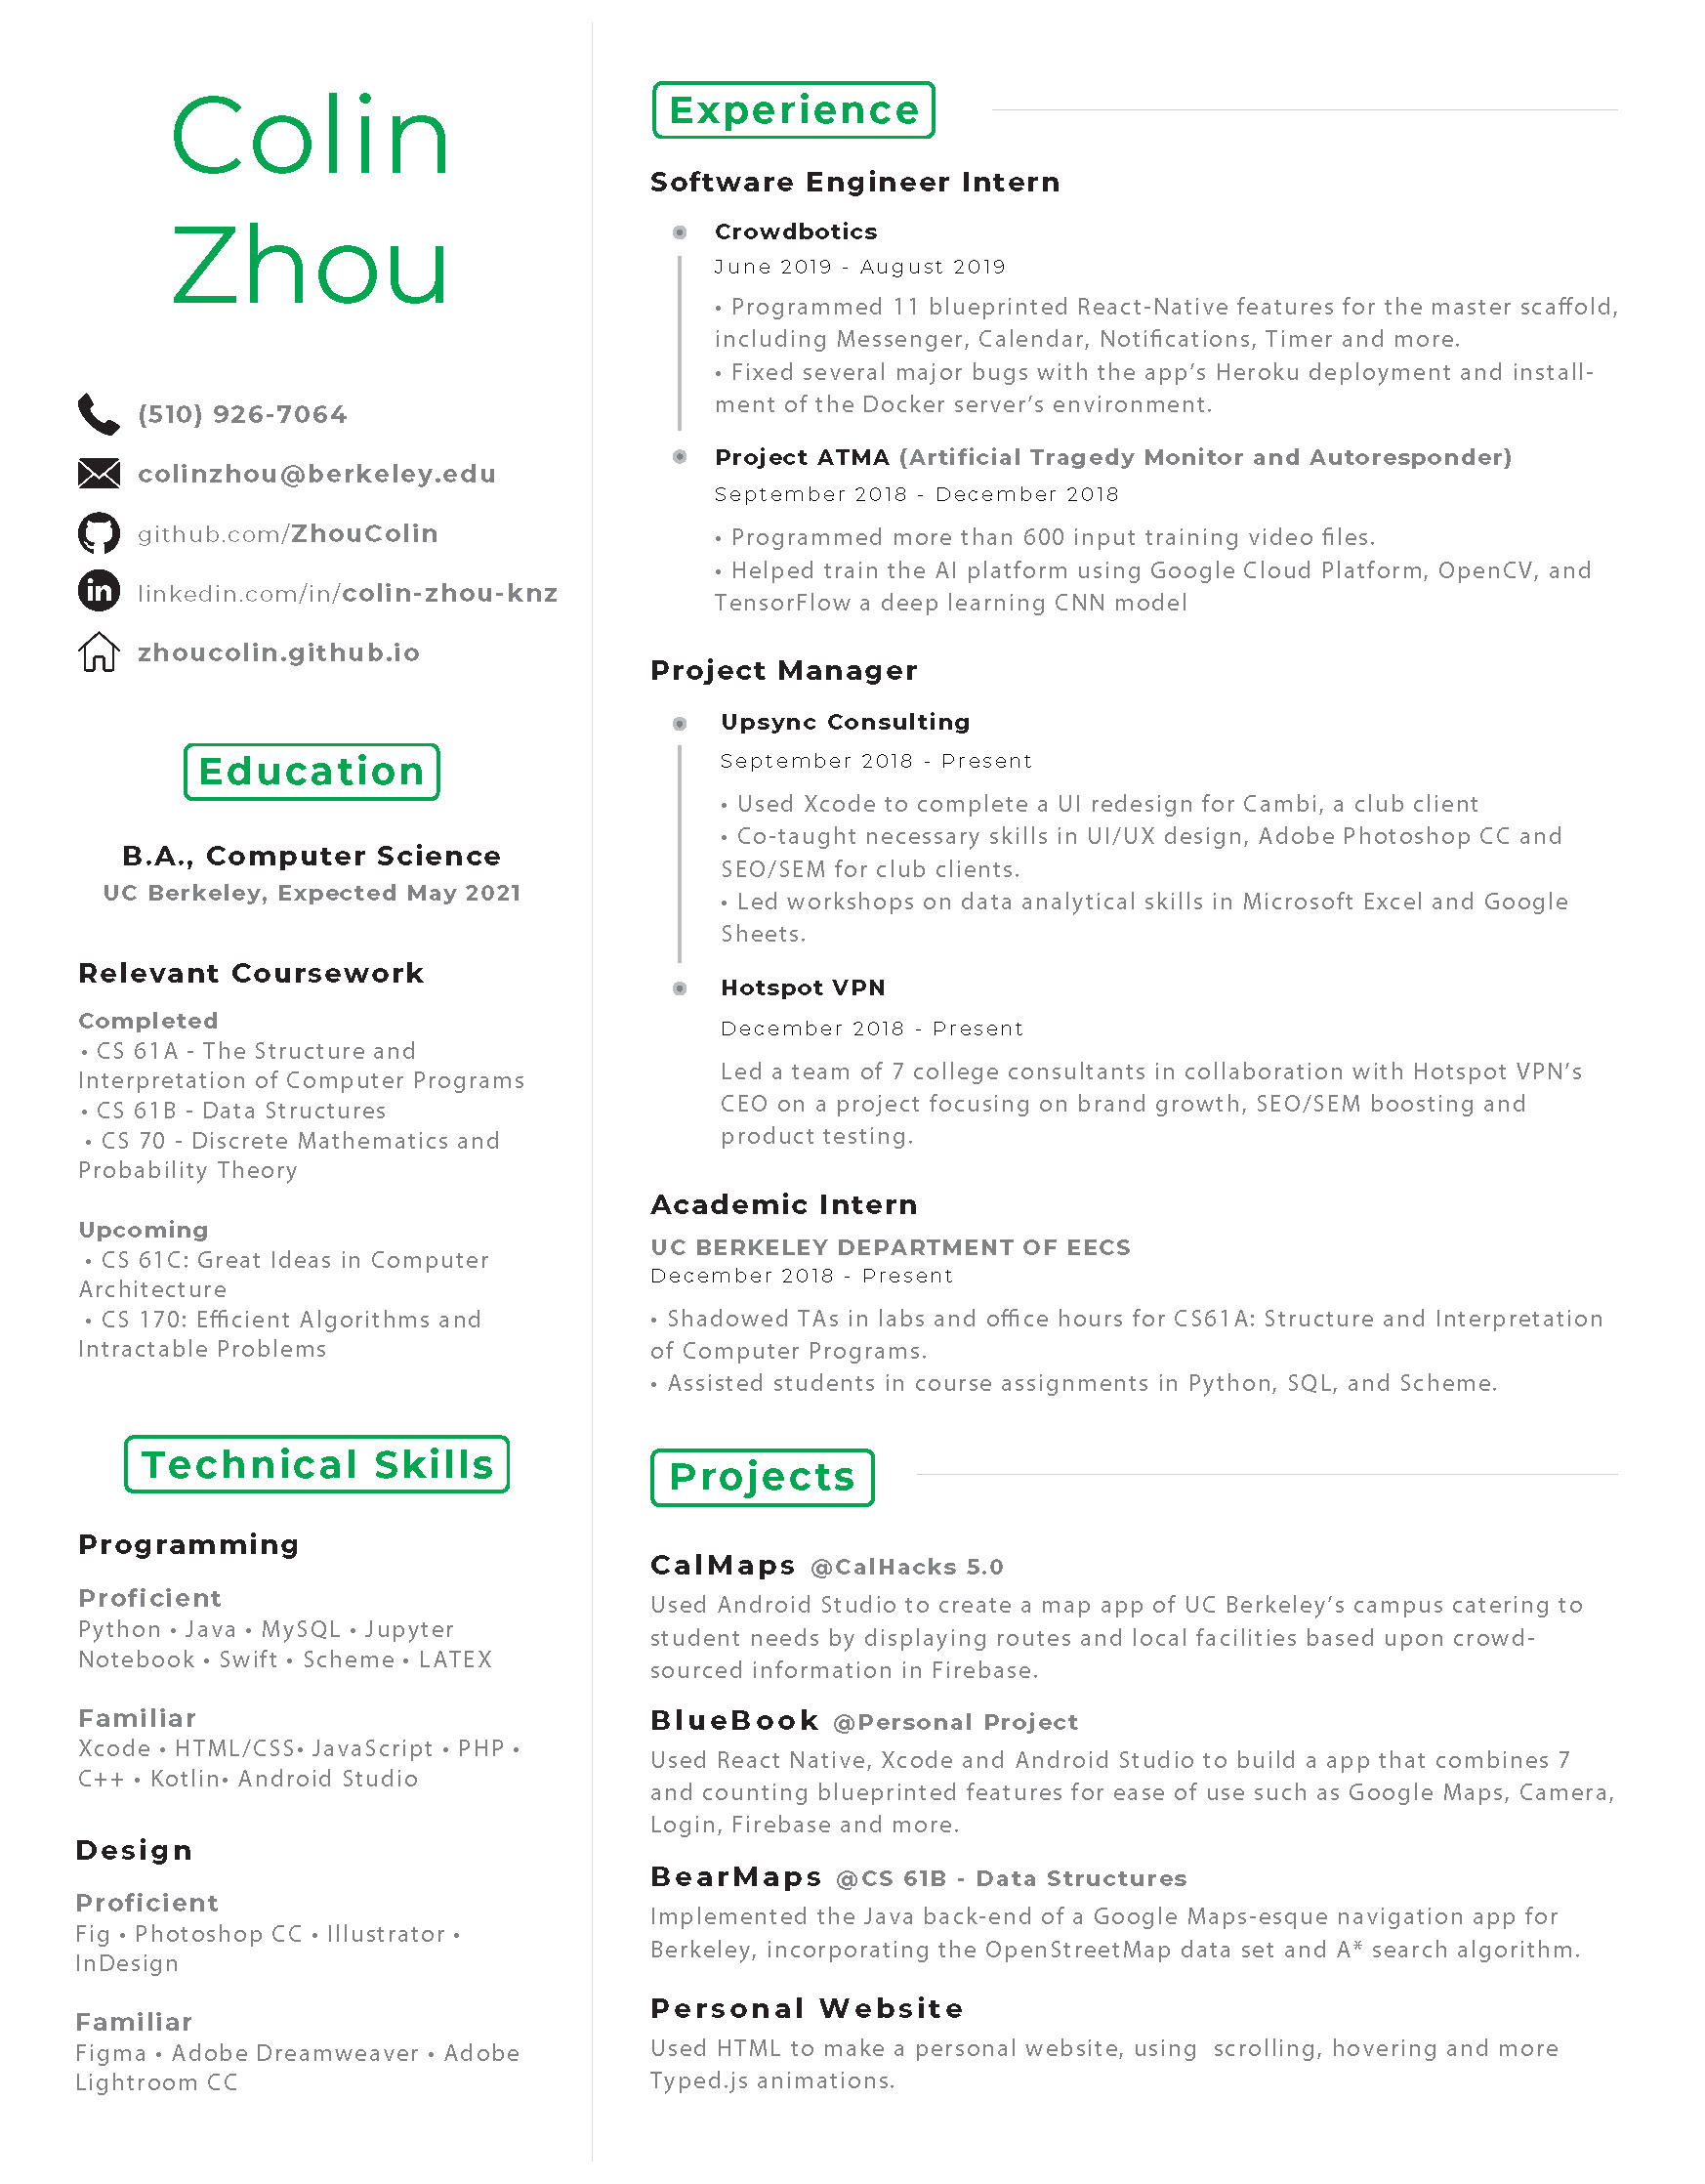 Colin
Zhou
(510) 926-7064
colinzhou@berkeley.edu
github.com/ZhouColin
linkedin.com/in/colin-zhou-knz
zhoucolin.github.io
Education
B.A., Computer Science
UC Berkeley, Expected May 2021
Relevant Coursework
Completed
• CS 61A - The Structure and
Interpretation of Computer Programs
• CS 61B - Data Structures
• CS 70 - Discrete Mathematics and
Probability Theory
Upcoming
• CS 61C: Great Ideas in Computer
Architecture
• CS 170: Efficient Algorithms and
Intractable Problems
Technical Skills
Programming
Proficient
Python • Java • MySQL • Jupyter
Notebook • Swift • Scheme • LATEX
Familiar
Xcode • HTML/CSS• JavaScript • PHP •
C++ • Kotlin• Android Studio
Design
Proficient
Fig • Photoshop CC • Illustrator •
InDesign
Familiar
Figma • Adobe Dreamweaver • Adobe
Lightroom CC
Experience
Software Engineer Intern
Crowdbotics
June 2019 - August 2019
• Programmed 11 blueprinted React-Native features for the master scaffold,
including Messenger, Calendar, Notifications, Timer and more.
• Fixed several major bugs with the app's Heroku deployment and install-
ment of the Docker server's environment.
Project ATMA (Artificial Tragedy Monitor and Autoresponder)
September 2018 - December 2018
• Programmed more than 600 input training video files.
• Helped train the AI platform using Google Cloud Platform, OpenCV, and
TensorFlow a deep learning CNN model
Project Manager
Upsync Consulting
September 2018 - Present
• Used Xcode to complete a UI redesign for Cambi, a club client
• Co-taught necessary skills in UI/UX design, Adobe Photoshop CC and
SEO/SEM for club clients.
• Led workshops on data analytical skills in Microsoft Excel and Google
Sheets.
Hotspot VPN
December 2018 - Present
Led a team of 7 college consultants in collaboration with Hotspot VPN's
CEO on a project focusing on brand growth, SEO/SEM boosting and
product testing.
Academic Intern
UC BERKELEY DEPARTMENT OF EECS
December 2018 - Present
• Shadowed TAs in labs and office hours for CS61A: Structure and Interpretation
of Computer Programs.
• Assisted students in course assignments in Python, SQL, and Scheme.
Projects
CalMaps @CalHacks 5.0
Used Android Studio to create a map app of UC Berkeley's campus catering to
student needs by displaying routes and local facilities based upon crowd-
sourced information in Firebase.
BlueBook @Personal Project
Used React Native, Xcode and Android Studio to build a app that combines 7
and counting blueprinted features for ease of use such as Google Maps, Camera,
Login, Firebase and more.
BearMaps @CS 61B - Data Structures
Implemented the Java back-end of a Google Maps-esque navigation app for
Berkeley, incorporating the OpenStreetMap data set and A* search algorithm.
Personal Website
Used HTML to make a personal website, using  scrolling, hovering and more
Typed.js animations.